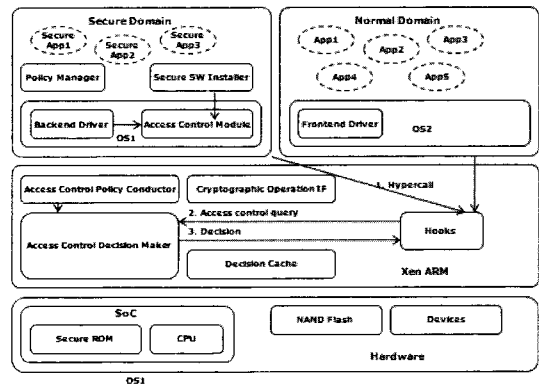 Secure Domain
Secure
App1
Secure
App2
Secure
App3
Policy Manager
Secure SW Installer
Backend Driver
Access Control Module
OS1
Normal Domain
App1
App2
App3
App4
App5
Frontend Driver
OS2
Access Control Policy Conductor
Cryptographic Operation IF
1. Hypercall
2. Access control query
3. Decision
Access Control Decision Maker
Hooks
Decision Cache
Xen ARM
SoC
Secure ROM
CPU
NAND Flash
Devices
Hardware
OS1